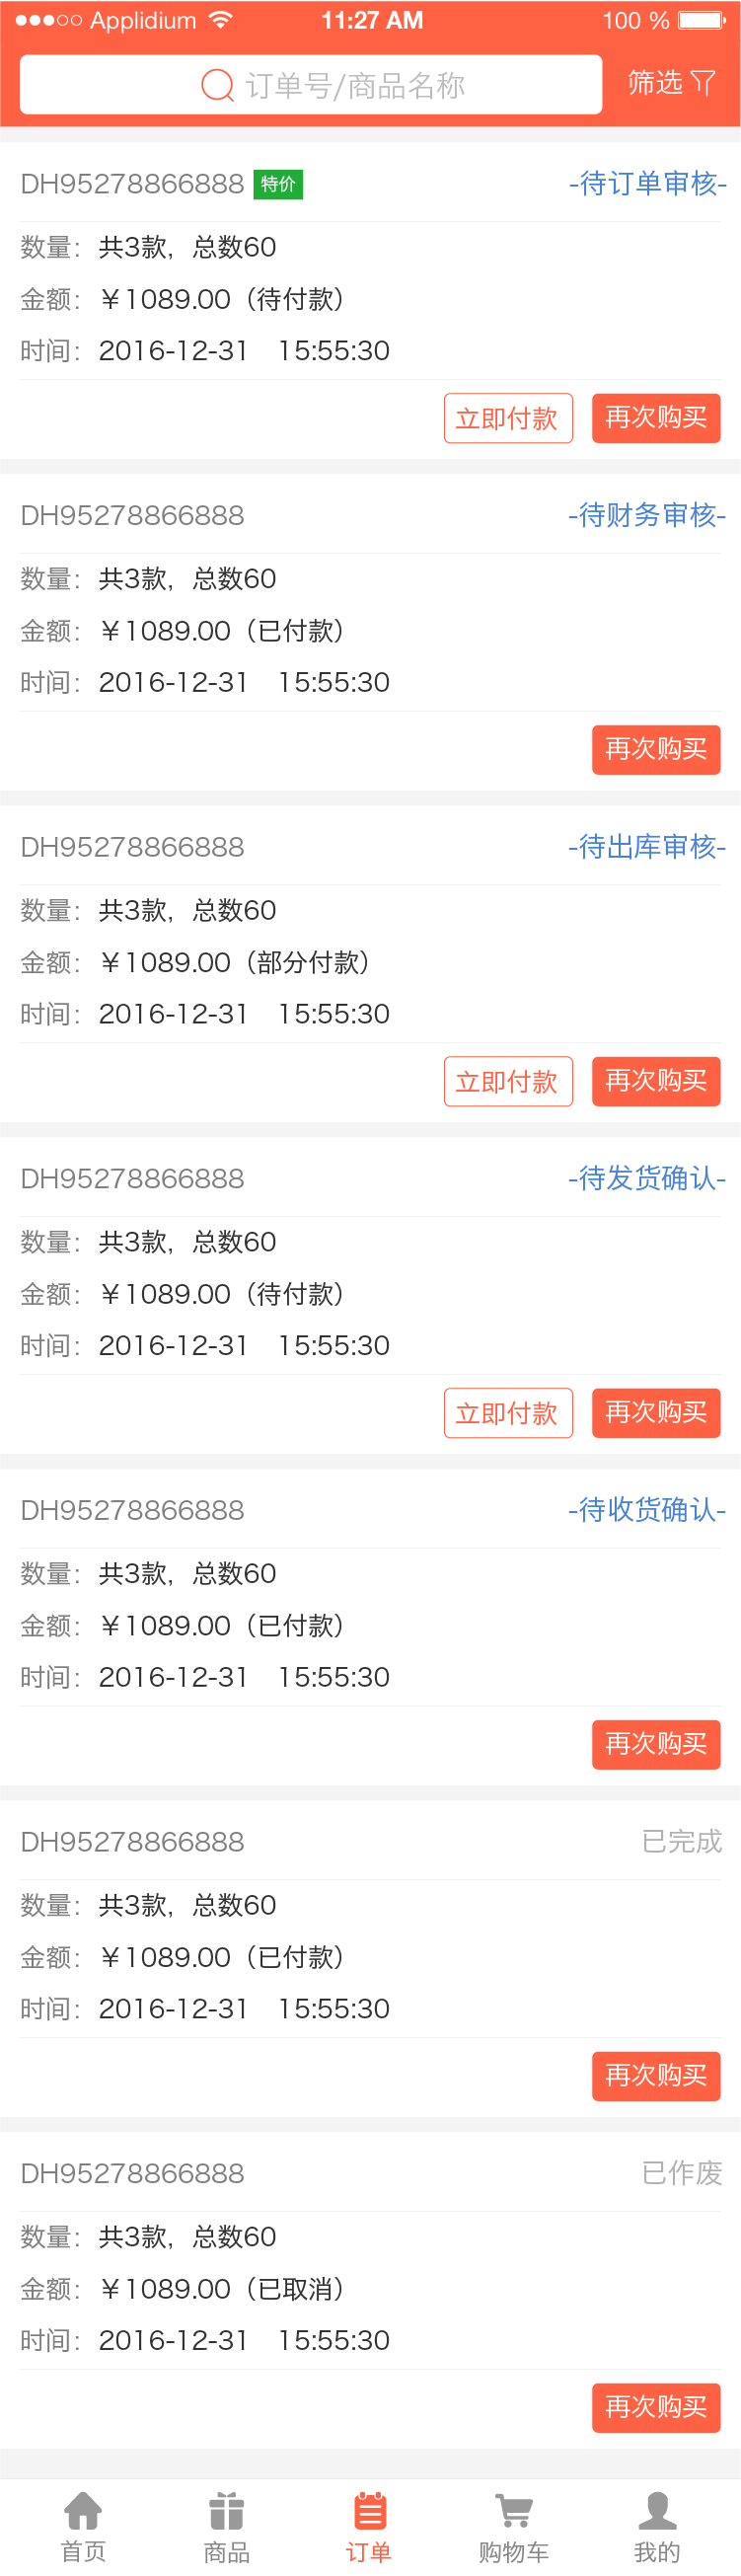 Applidium 11:27 AM 100 %
订单号/商品名称 筛选
DH95278866888 特价 -待订单审核-
数量：共3款，总数60
金额：￥1089.00（待付款）
时间：2016-12-31 15:55:30
立即付款 再次购买
DH95278866888 -待财务审核-
数量：共3款，总数60
金额：￥1089.00（已付款）
时间：2016-12-31 15:55:30
再次购买
DH95278866888 -待出库审核-
数量：共3款，总数60
金额：￥1089.00（部分付款）
时间：2016-12-31 15:55:30
立即付款 再次购买
DH95278866888 -待发货确认-
数量：共3款，总数60
金额：￥1089.00（待付款）
时间：2016-12-31 15:55:30
立即付款 再次购买
DH95278866888 -待收货确认-
数量：共3款，总数60
金额：￥1089.00（已付款）
时间：2016-12-31 15:55:30
再次购买
DH95278866888 已完成
数量：共3款，总数60
金额：￥1089.00（已付款）
时间：2016-12-31 15:55:30
再次购买
DH95278866888 已作废
数量：共3款，总数60
金额：￥1089.00（已取消）
时间：2016-12-31 15:55:30
再次购买
首页 商品 订单 购物车 我的